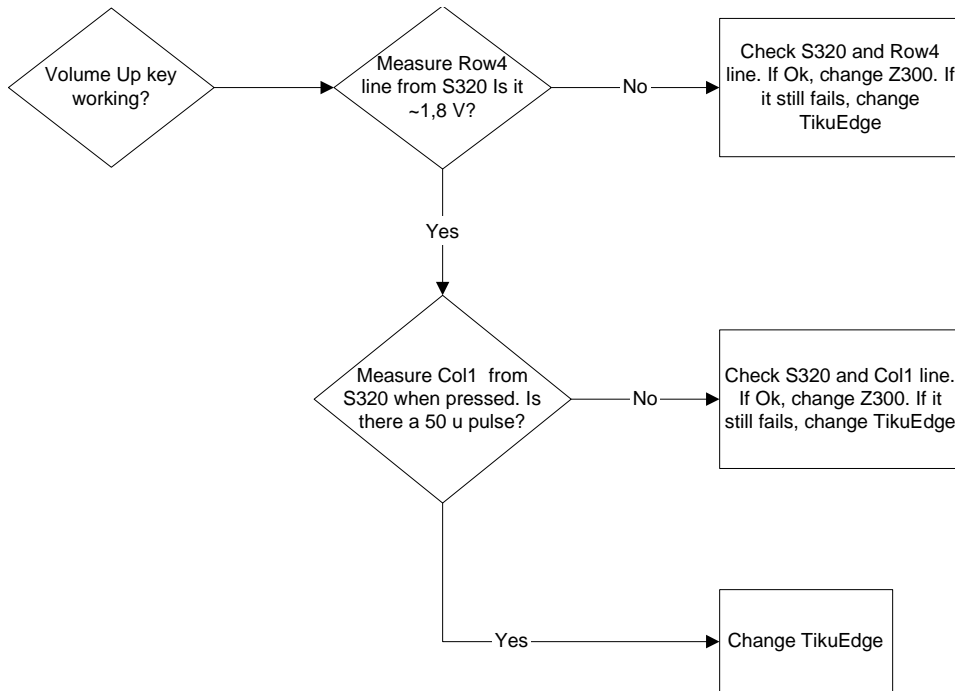 Volume Up key
working?
Measure Row4
line from S320 Is it
~1,8 V?
No
Check S320 and Row4
line. If Ok, change Z300. If
it still fails, change
TikuEdge
Yes
Measure Col1  from
S320 when pressed. Is
there a 50 u pulse?
No
Check S320 and Col1 line.
If Ok, change Z300. If it
still fails, change TikuEdge
Yes
Change TikuEdge